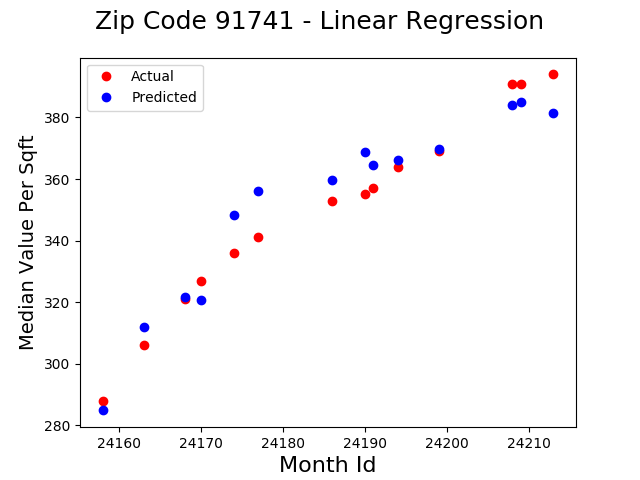 Zip Code 91741 - Linear Regression
Actual
Predicted
Median Value Per Sqft
380
360
340
320
300
280
24160 24170 24180 24190 24200 24210
Month Id